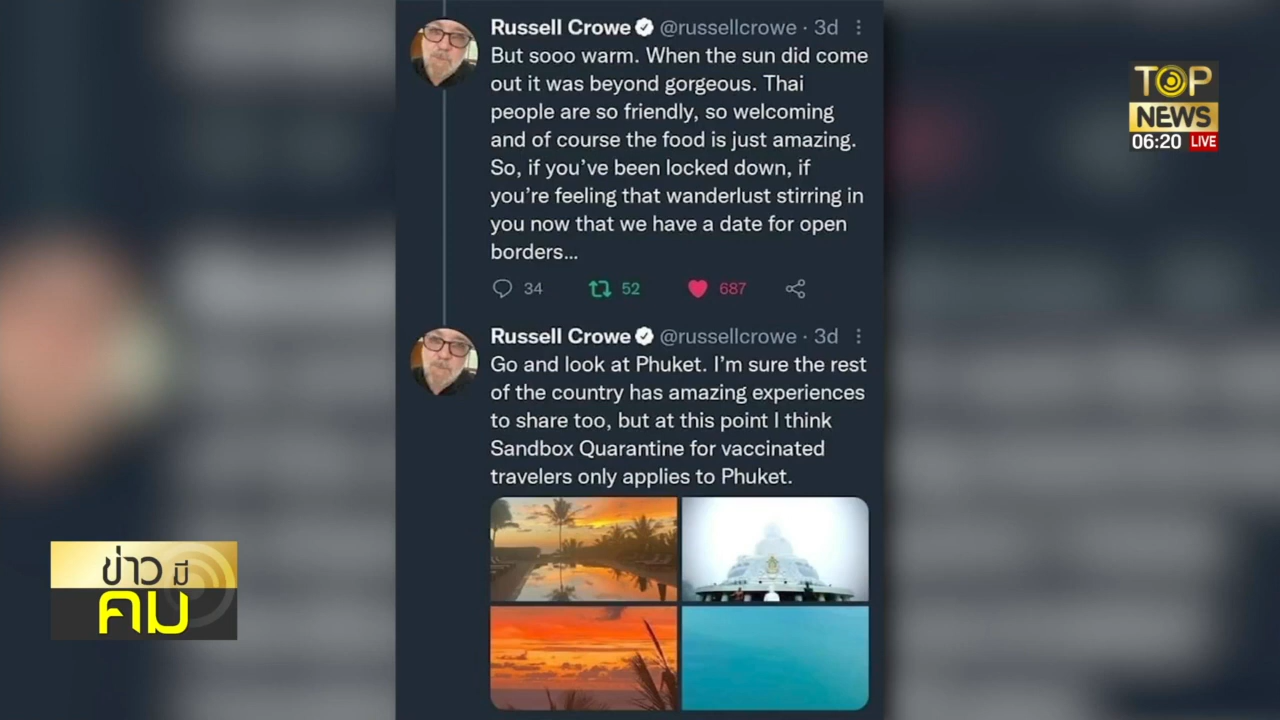 Russell Crowe @russellcrowe · 3d
But sooo warm. When the sun did come
out it was beyond gorgeous. Thai
people are so friendly, so welcoming
and of course the food is just amazing.
So, if you’ve been locked down, if
you’re feeling that wanderlust stirring in
you now that we have a date for open
borders...
34 52 687
Russell Crowe @russellcrowe · 3d
Go and look at Phuket. I’m sure the rest
of the country has amazing experiences
to share too, but at this point I think
Sandbox Quarantine for vaccinated
travelers only applies to Phuket.
TOP
NEWS
06:20 LIVE
ข่าวมี
คม